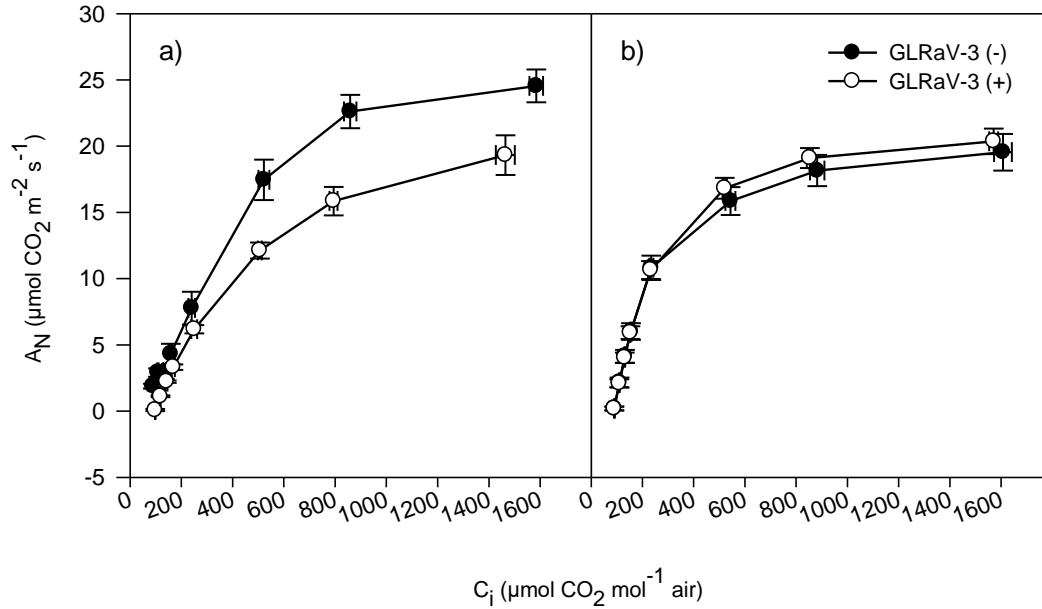 30
25
20
15
10
5
0
-5
A_N (µmol CO_2 m^-2 s^-1)
a)
b)
GLRaV-3 (-)
GLRaV-3 (+)
0 200 400 600 800 1000 1200 1400 1600
0 200 400 600 800 1000 1200 1400 1600
C_i (µmol CO_2 mol^-1 air)